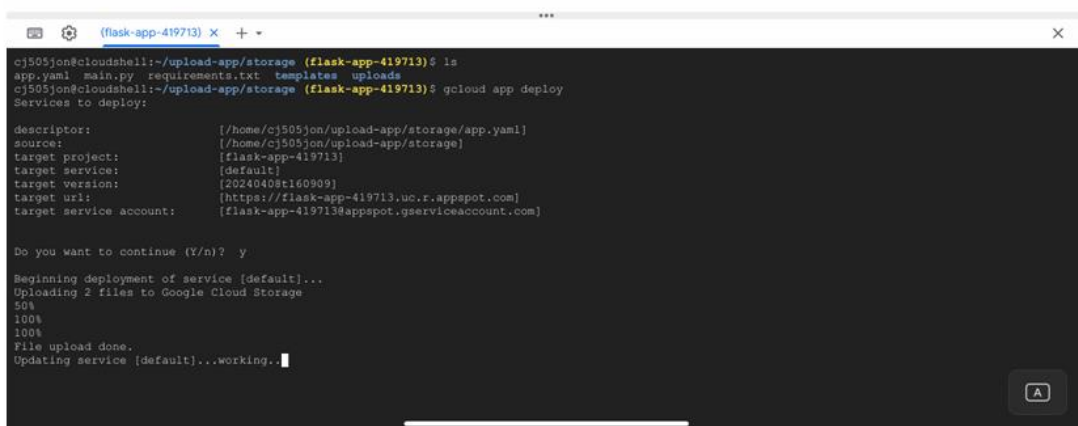 (flask-app-419713)
cj505jon@cloudshell:~/upload-app/storage (flask-app-419713)$ ls
app.yaml main.py requirements.txt templates uploads
cj505jon@cloudshell:~/upload-app/storage (flask-app-419713)$ gcloud app deploy
Services to deploy:
descriptor: [/home/cj505jon/upload-app/storage/app.yaml]
source: [/home/cj505jon/upload-app/storage]
target project: [flask-app-419713]
target service: [default]
target version: [20240408t160909]
target url: [https://flask-app-419713.uc.r.appspot.com]
target service account: [flask-app-419713@appspot.gserviceaccount.com]
Do you want to continue (Y/n)? y
Beginning deployment of service [default]...
Uploading 2 files to Google Cloud Storage
50%
100%
100%
File upload done.
Updating service [default]...working..
A